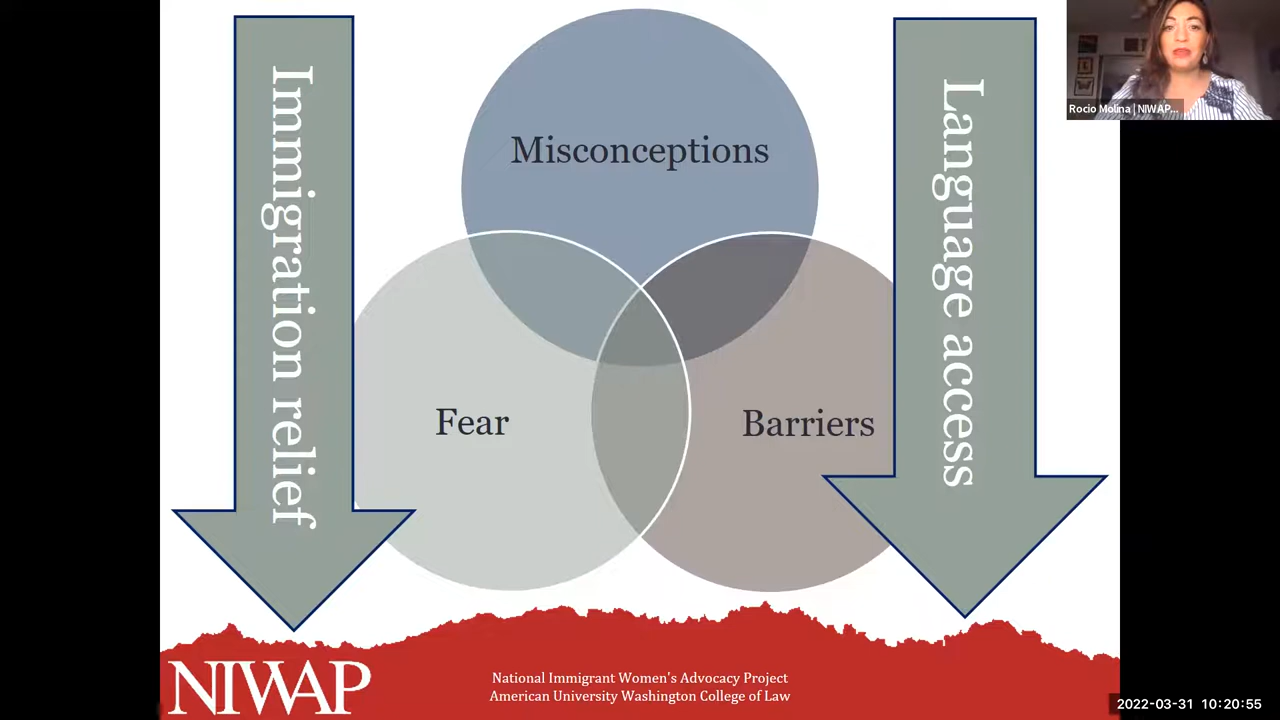 Immigration relief
Misconceptions
Language access
Rocio Molina | NIWAP...
Fear
Barriers
NIWAP
National Immigrant Women's Advocacy Project
American University Washington College of Law
2022-03-31 10:20:55